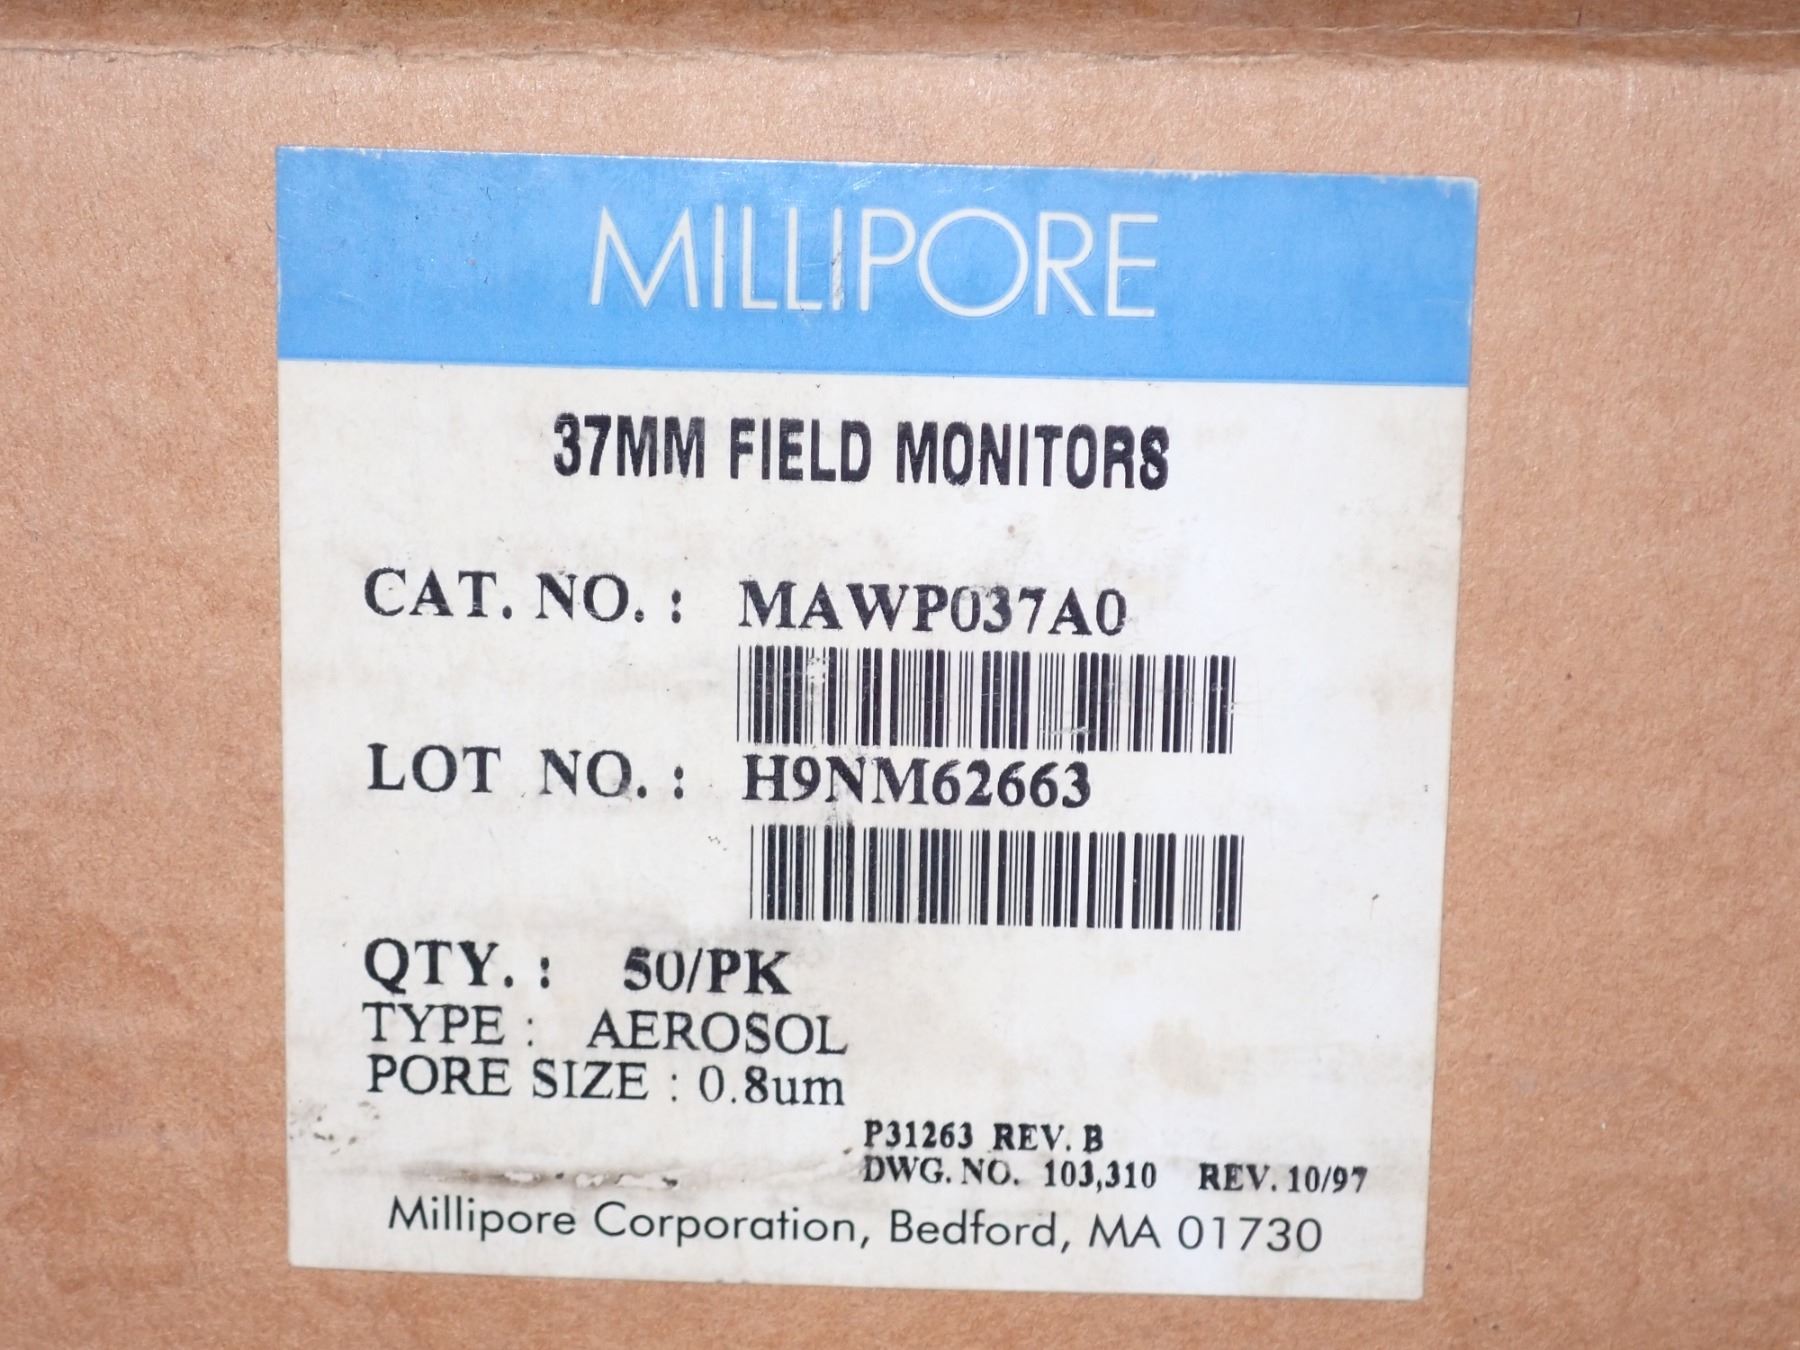 MILLIPORE
37MM FIELD MONITORS
CAT. NO. : MAWP037A0
LOT NO. : H9NM62663
QTY. : 50/PK
TYPE : AEROSOL
PORE SIZE : 0.8um
P31263 REV. B
DWG. NO. 103,310 REV. 10/97
Millipore Corporation, Bedford, MA 01730